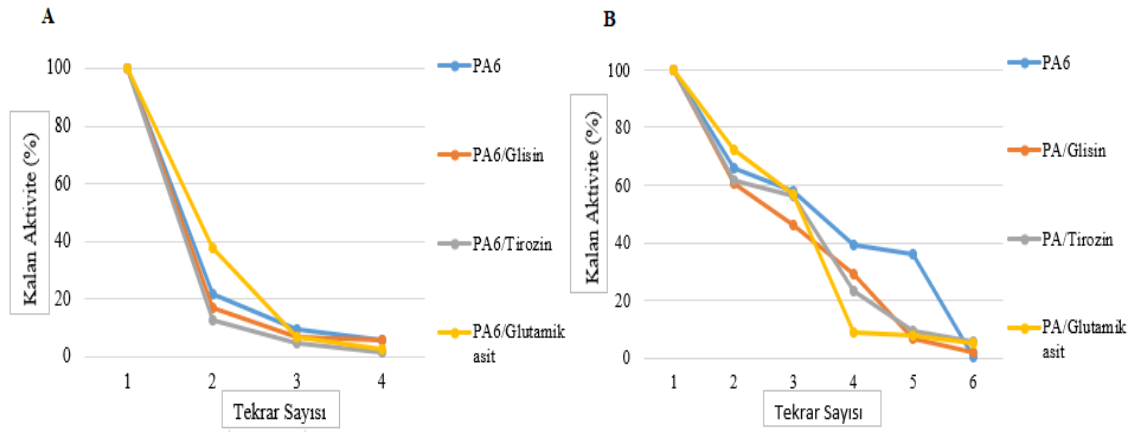 A
Kalan Aktivite (%)
100
80
60
40
20
0
1
2
3
4
Tekrar Sayısı
PA6
PA6/Glisin
PA6/Tirozin
PA6/Glutamik
asit
B
Kalan Aktivite (%)
100
80
60
40
20
0
1
2
3
4
5
6
Tekrar Sayısı
PA6
PA/Glisin
PA/Tirozin
PA/Glutamik
asit